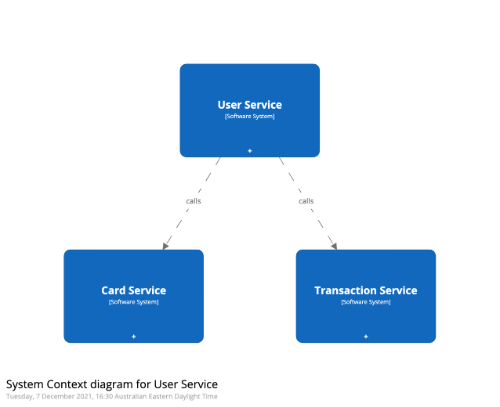 User Service
[Software System]
+
calls
calls
Card Service
[Software System]
+
Transaction Service
[Software System]
+
System Context diagram for User Service
Tuesday, 7 December 2021, 16:30 Australian Eastern Daylight Time